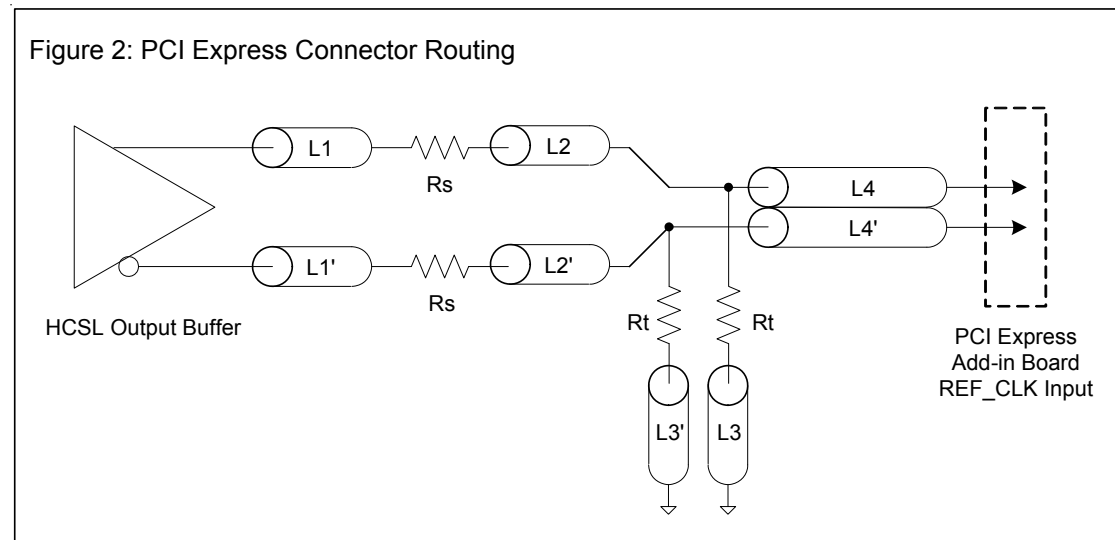 Figure 2: PCI Express Connector Routing
L1
Rs
L2
L4
L4'
L1'
Rs
L2'
HCSL Output Buffer
Rt
Rt
L3'
L3
PCI Express
Add-in Board
REF_CLK Input